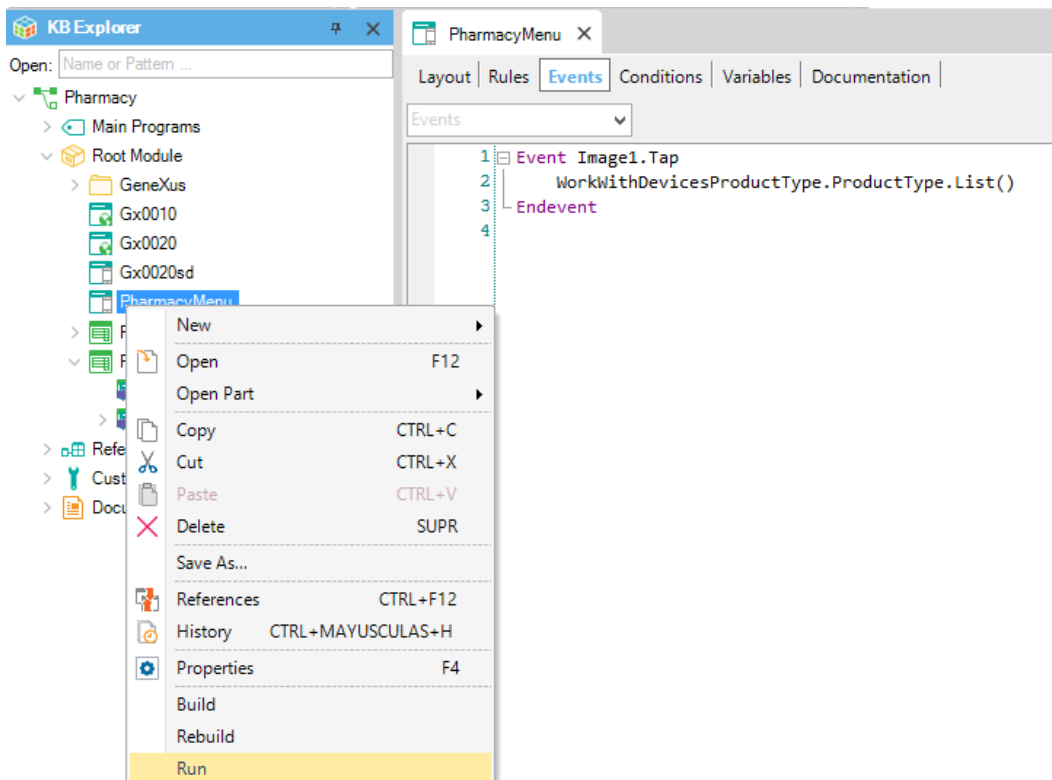 KB Explorer
Open: Name or Pattern ...
Pharmacy
Main Programs
Root Module
GeneXus
Gx0010
Gx0020
Gx0020sd
PharmacyMenu
Refe
Cust
Docu
New
Open F12
Open Part
Copy CTRL+C
Cut CTRL+X
Paste CTRL+V
Delete SUPR
Save As...
References CTRL+F12
History CTRL+MAYUSCULAS+H
Properties F4
Build
Rebuild
Run
PharmacyMenu
Layout Rules Events Conditions Variables Documentation
Events
1 Event Image1.Tap
2 WorkWithDevicesProductType.ProductType.List()
3 Endevent
4